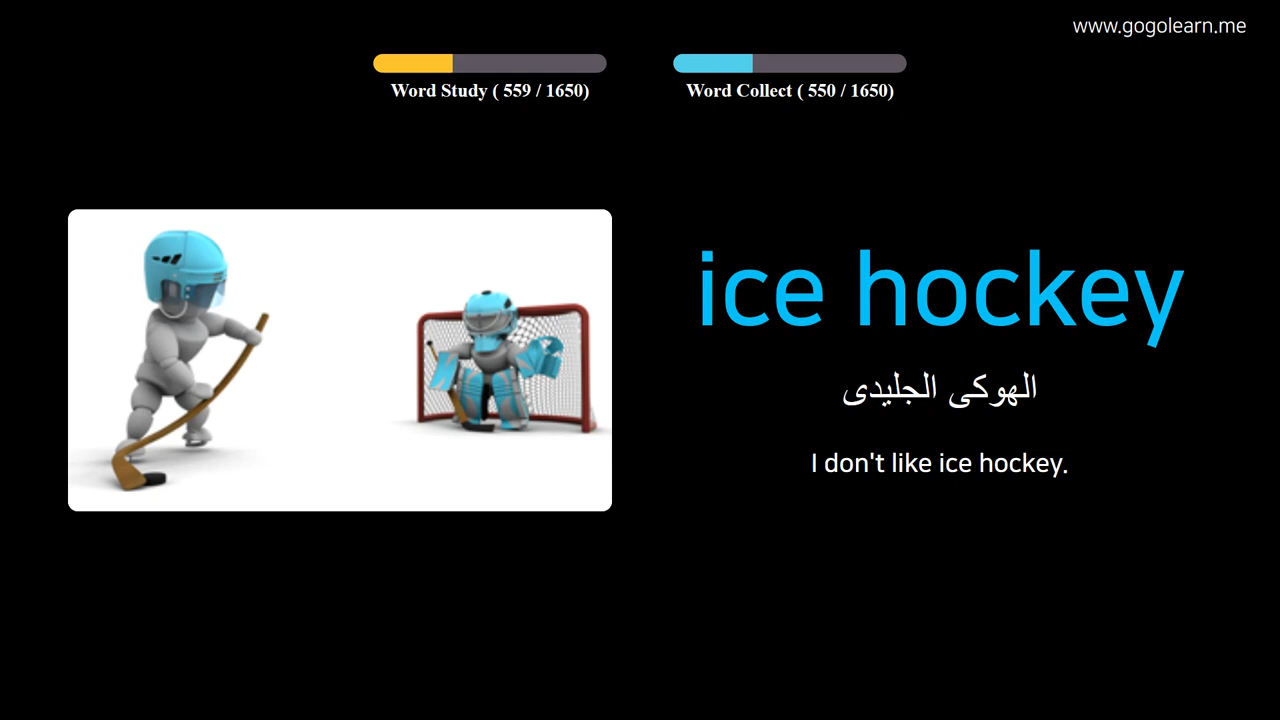 www.gogolearn.me
Word Study ( 559 / 1650)
Word Collect ( 550 / 1650)
ice hockey
الهوكى الجليدى
I don't like ice hockey.